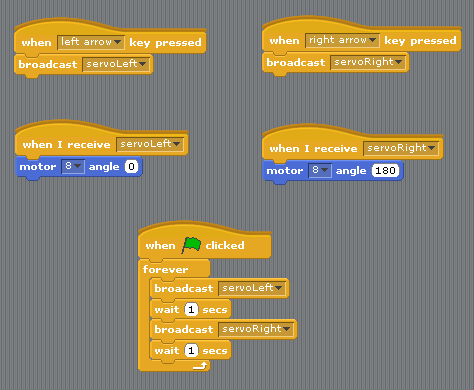 when left arrow key pressed
broadcast servoLeft
when right arrow key pressed
broadcast servoRight
when I receive servoLeft
motor 8 angle 0
when I receive servoRight
motor 8 angle 180
when clicked
forever
broadcast servoLeft
wait 1 secs
broadcast servoRight
wait 1 secs